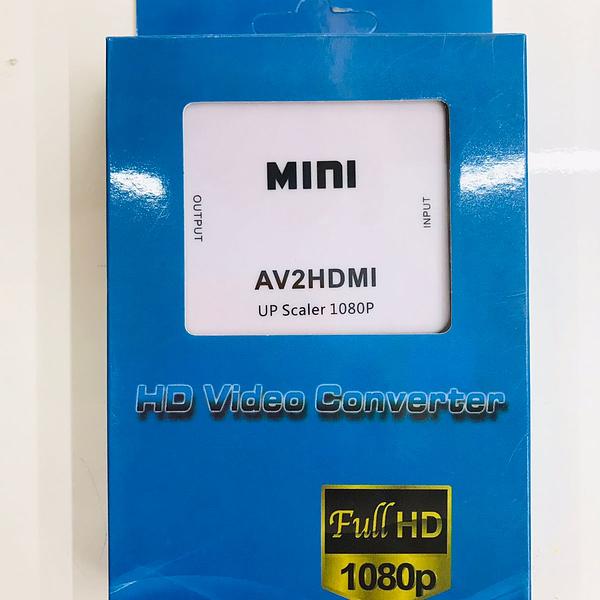 MINI
OUTPUT
INPUT
AV2HDMI
UP Scaler 1080P
HD Video Converter
Full HD
1080p